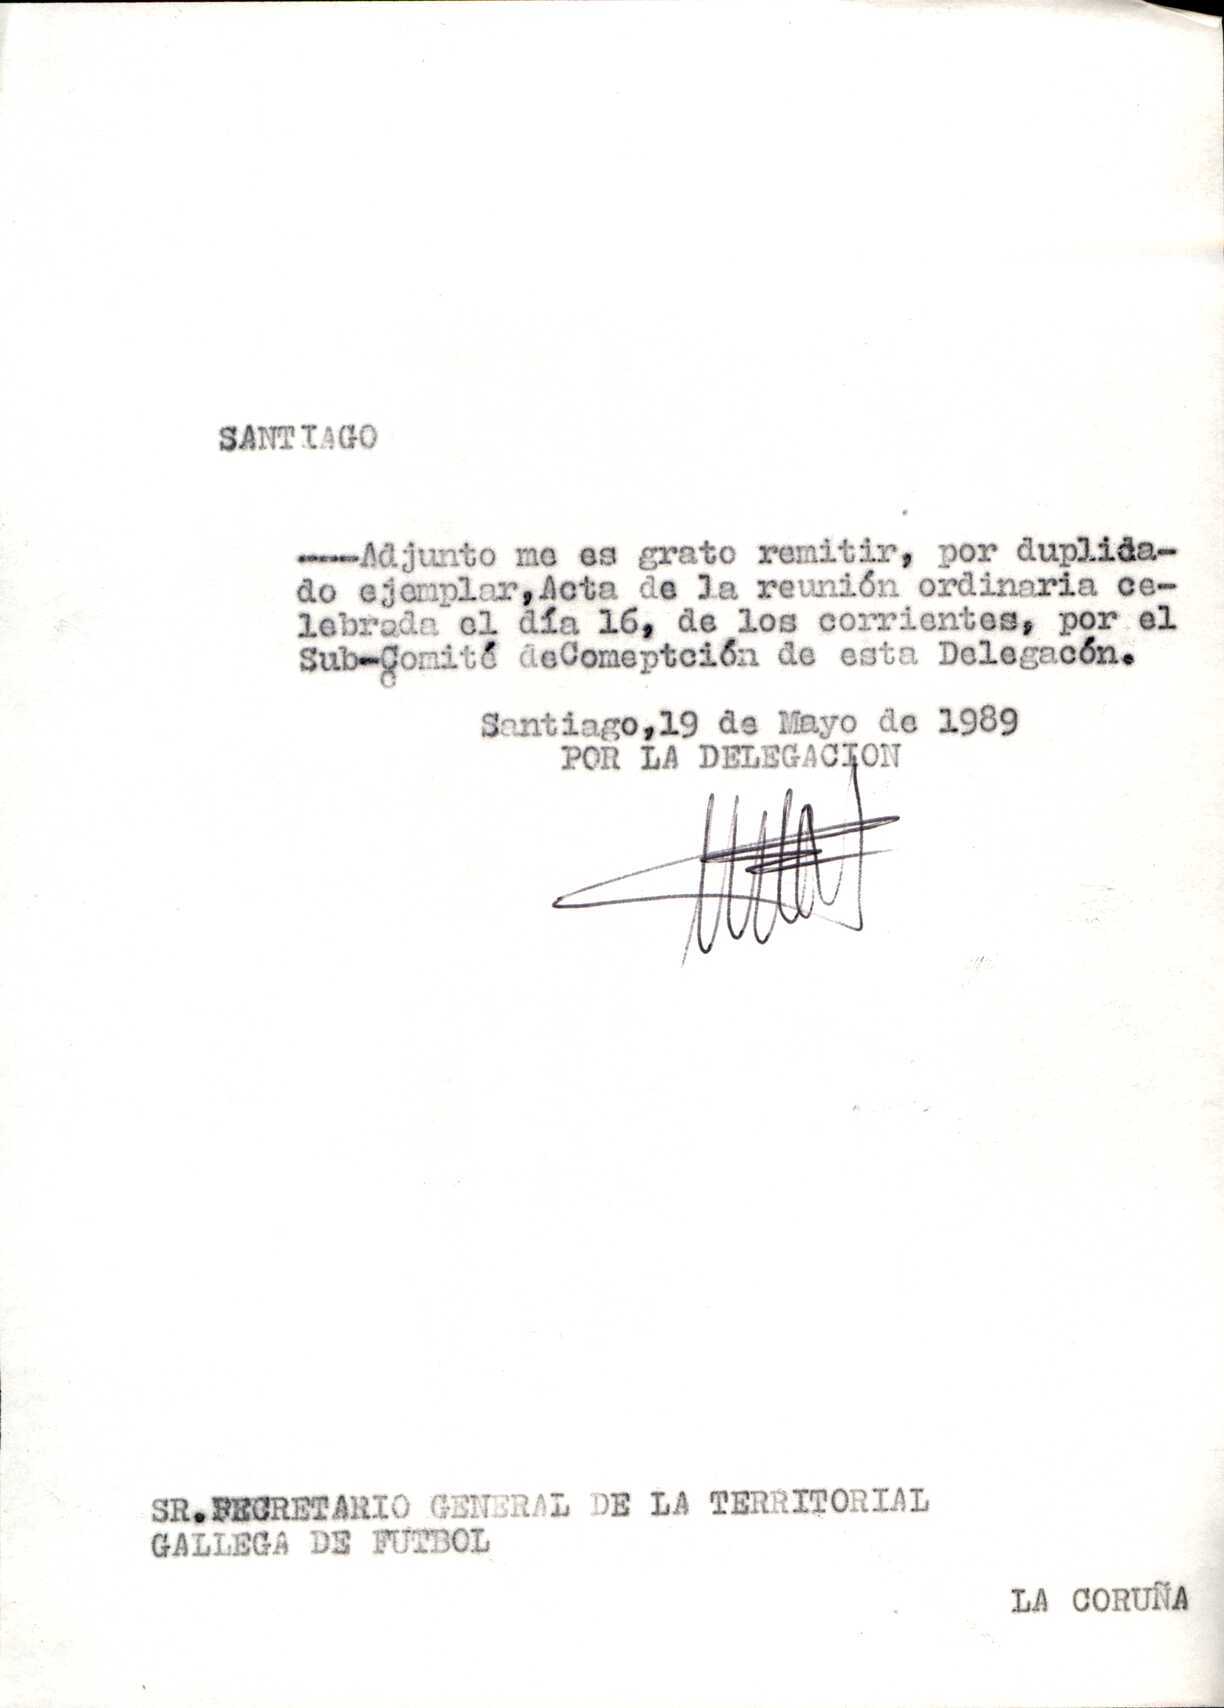 SANTIAGO
----Adjunto me es grato remitir, por duplida-
do ejemplar,Acta de la reunión ordinaria ce-
lebrada el día 16, de los corrientes, por el
Sub-Comité deComeptción de esta Delegacón.
Santiago,19 de Mayo de 1989
POR LA DELEGACION
SR.SECRETARIO GENERAL DE LA TERRITORIAL
GALLEGA DE FUTBOL
LA CORUÑA